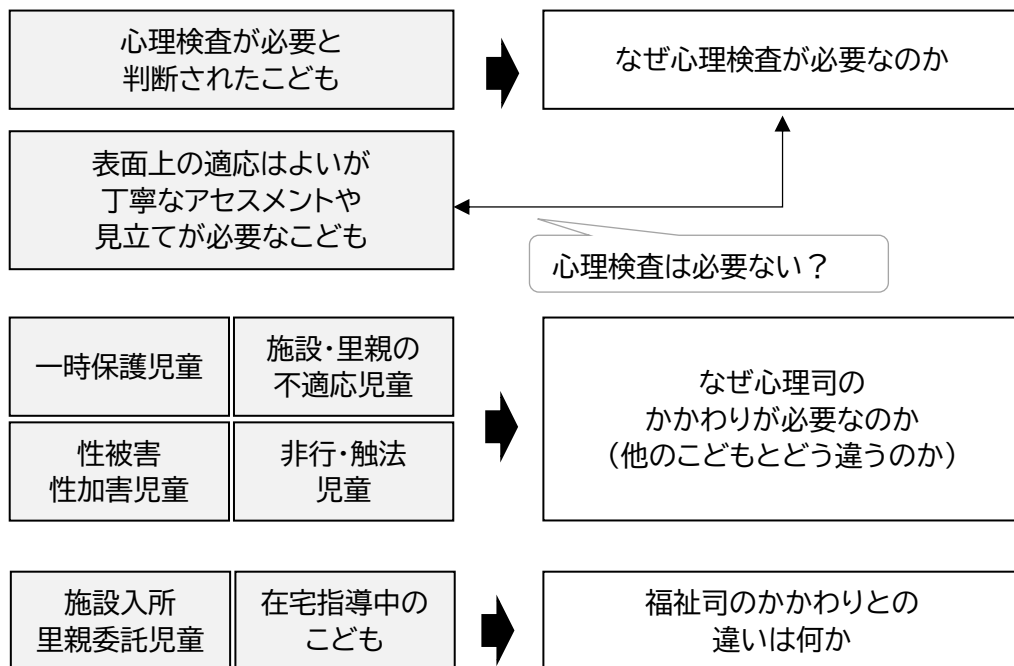 心理検査が必要と
判断されたこども
なぜ心理検査が必要なのか
表面上の適応はよいが
丁寧なアセスメントや
見立てが必要なこども
心理検査は必要ない？
一時保護児童
施設・里親の
不適応児童
性被害
性加害児童
非行・触法
児童
なぜ心理司の
かかわりが必要なのか
（他のこどもとどう違うのか）
施設入所
里親委託児童
在宅指導中の
こども
福祉司のかかわりとの
違いは何か